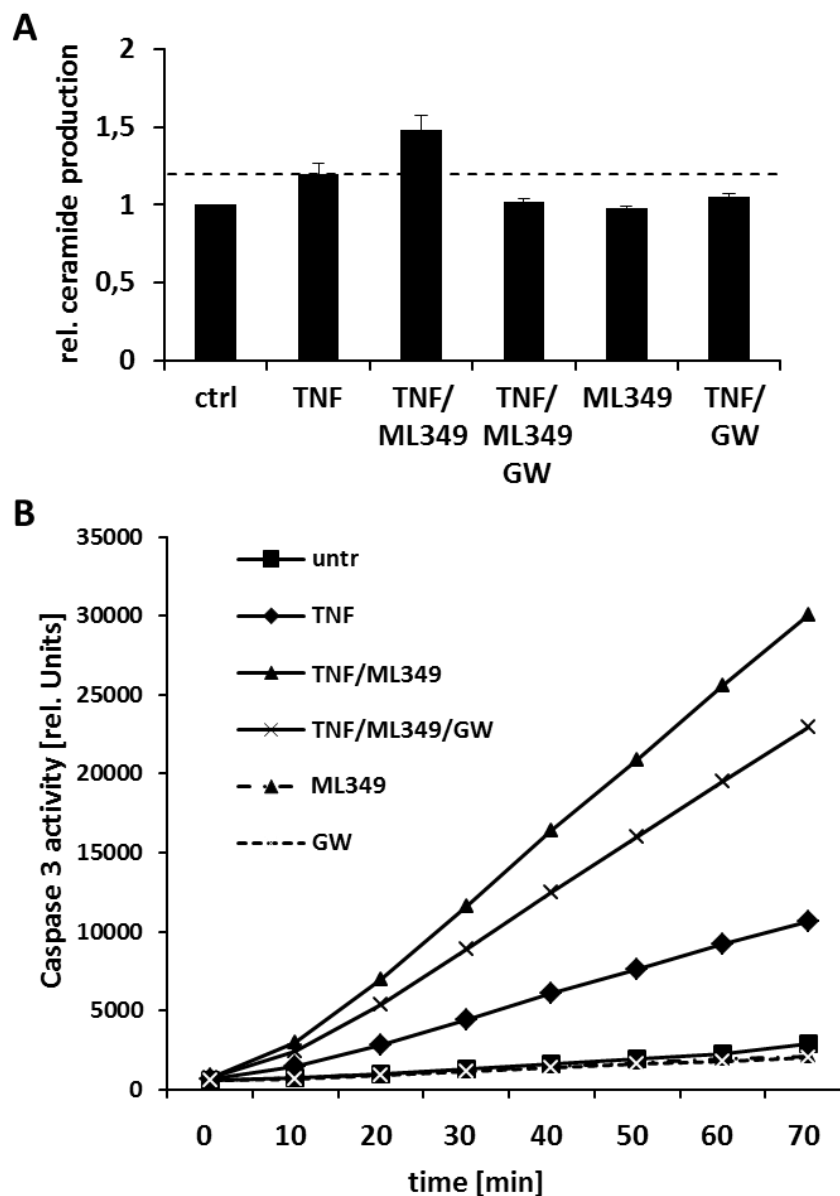 A
rel. ceramide production
2
1,5
1
0,5
0
ctrl
TNF
TNF/
ML349
TNF/
ML349
GW
ML349
TNF/
GW
B
Caspase 3 activity [rel. Units]
35000
30000
25000
20000
15000
10000
5000
0
untr
TNF
TNF/ML349
TNF/ML349/GW
ML349
GW
0 10 20 30 40 50 60 70
time [min]